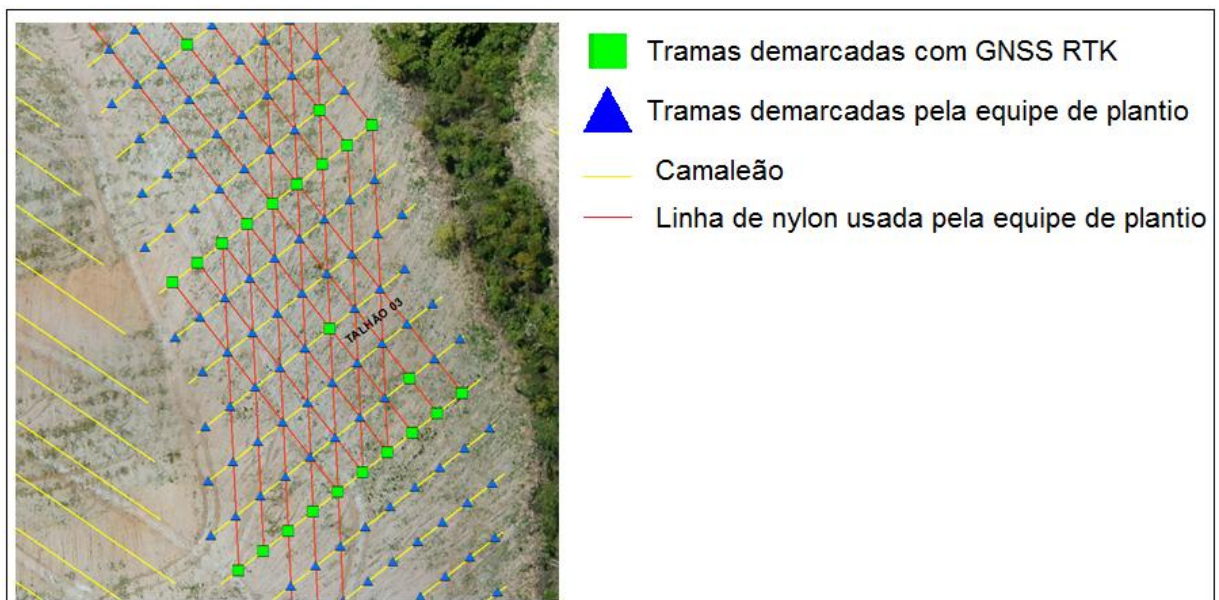 Tramas demarcadas com GNSS RTK
Tramas demarcadas pela equipe de plantio
Camaleão
Linha de nylon usada pela equipe de plantio
TALHÃO 03